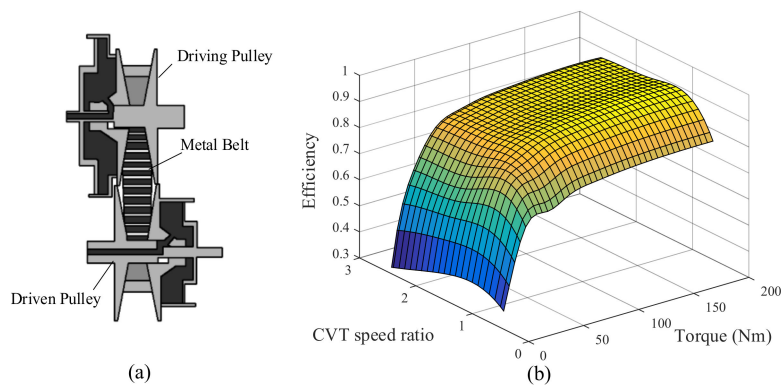 Driving Pulley
Metal Belt
Driven Pulley
(a)
Efficiency
1
0.9
0.8
0.7
0.6
0.5
0.4
0.3
3
2
1
0
CVT speed ratio
0
50
100
150
200
Torque (Nm)
(b)